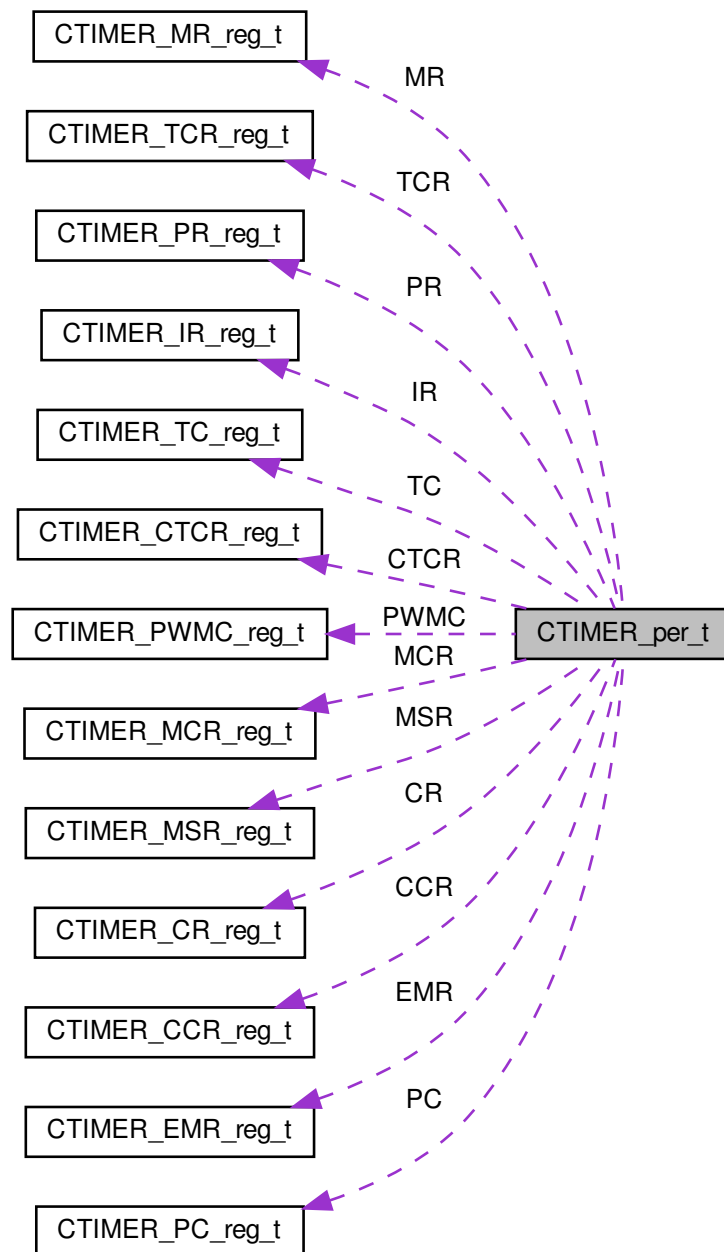 CTIMER_MR_reg_t
MR
CTIMER_TCR_reg_t
TCR
CTIMER_PR_reg_t
PR
CTIMER_IR_reg_t
IR
CTIMER_TC_reg_t
TC
CTIMER_CTCR_reg_t
CTCR
CTIMER_PWMC_reg_t
PWMC
CTIMER_per_t
MCR
CTIMER_MCR_reg_t
MSR
CTIMER_MSR_reg_t
CR
CTIMER_CR_reg_t
CCR
CTIMER_CCR_reg_t
EMR
CTIMER_EMR_reg_t
PC
CTIMER_PC_reg_t